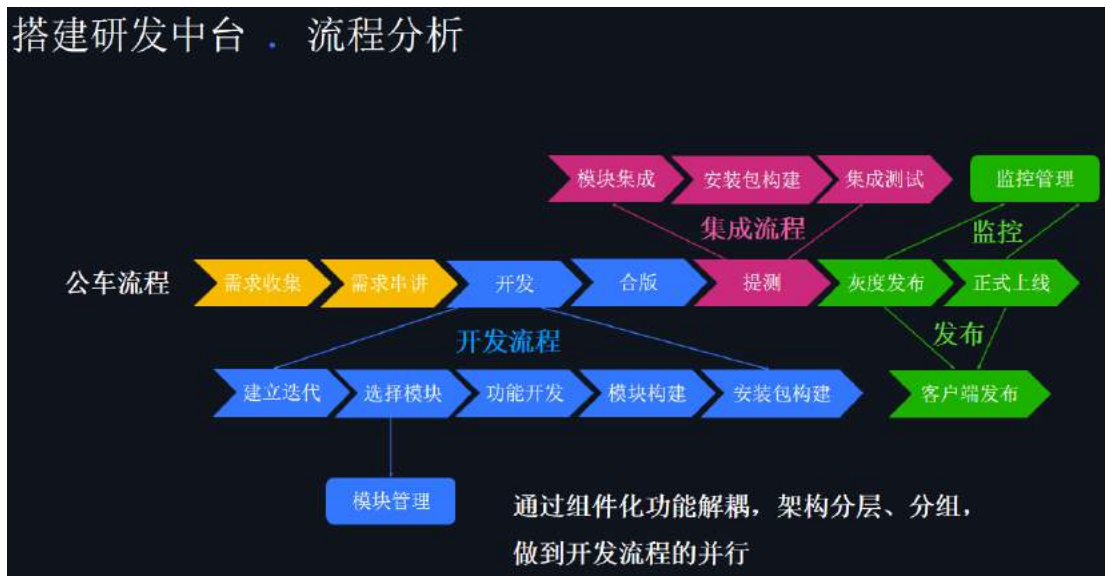 搭建研发中台 . 流程分析
模块集成 安装包构建 集成测试 监控管理
集成流程 监控
公车流程 需求收集 需求串讲 开发 合版 提测 灰度发布 正式上线
开发流程 发布
建立迭代 选择模块 功能开发 模块构建 安装包构建 客户端发布
模块管理
通过组件化功能解耦，架构分层、分组，
做到开发流程的并行